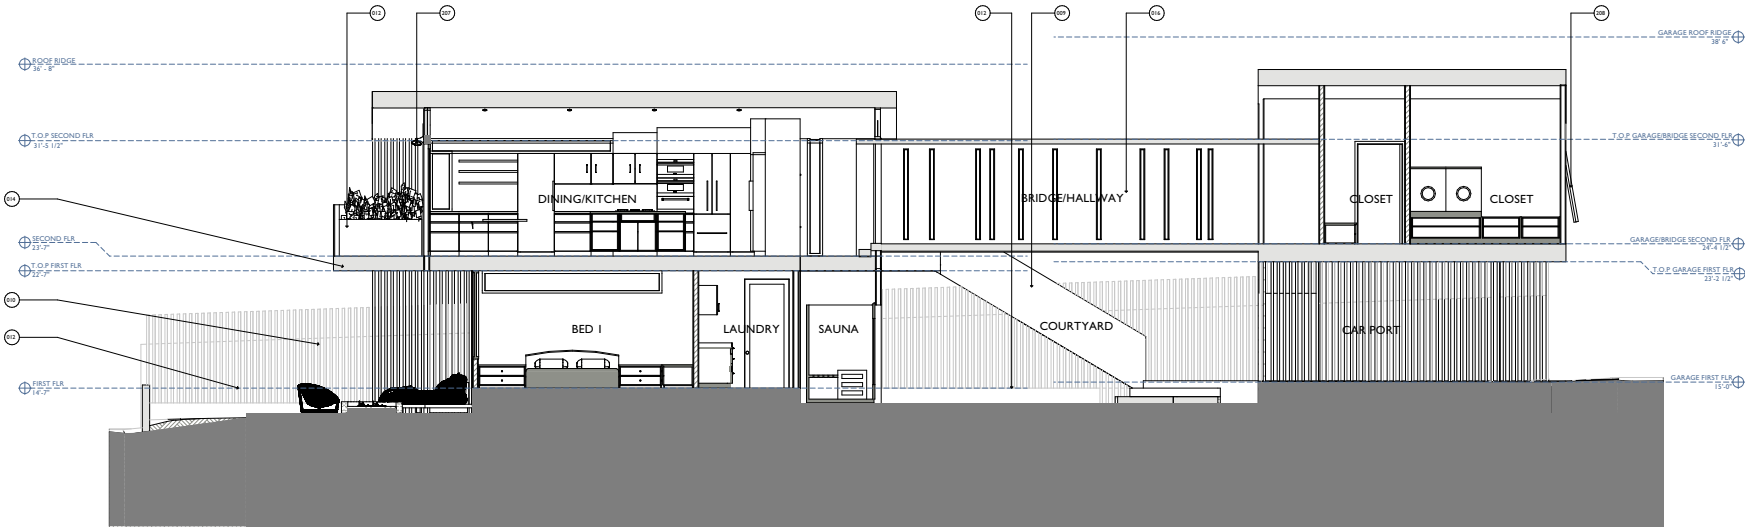 012
207
012
009
016
208
GARAGE ROOF RIDGE
38' 6"
ROOF RIDGE
36' - 8"
T.O.P SECOND FLR
31'-5 1/2"
T.O.P GARAGE/BRIDGE SECOND FLR
31'-6"
014
DINING/KITCHEN
BRIDGE/HALLWAY
CLOSET
CLOSET
SECOND FLR
23'-7"
GARAGE/BRIDGE SECOND FLR
24'-4 1/2"
T.O.P FIRST FLR
22'-7"
T.O.P GARAGE FIRST FLR
23'-2 1/2"
010
BED 1
LAUNDRY
SAUNA
COURTYARD
CAR PORT
012
FIRST FLR
14'-7"
GARAGE FIRST FLR
15'-0"